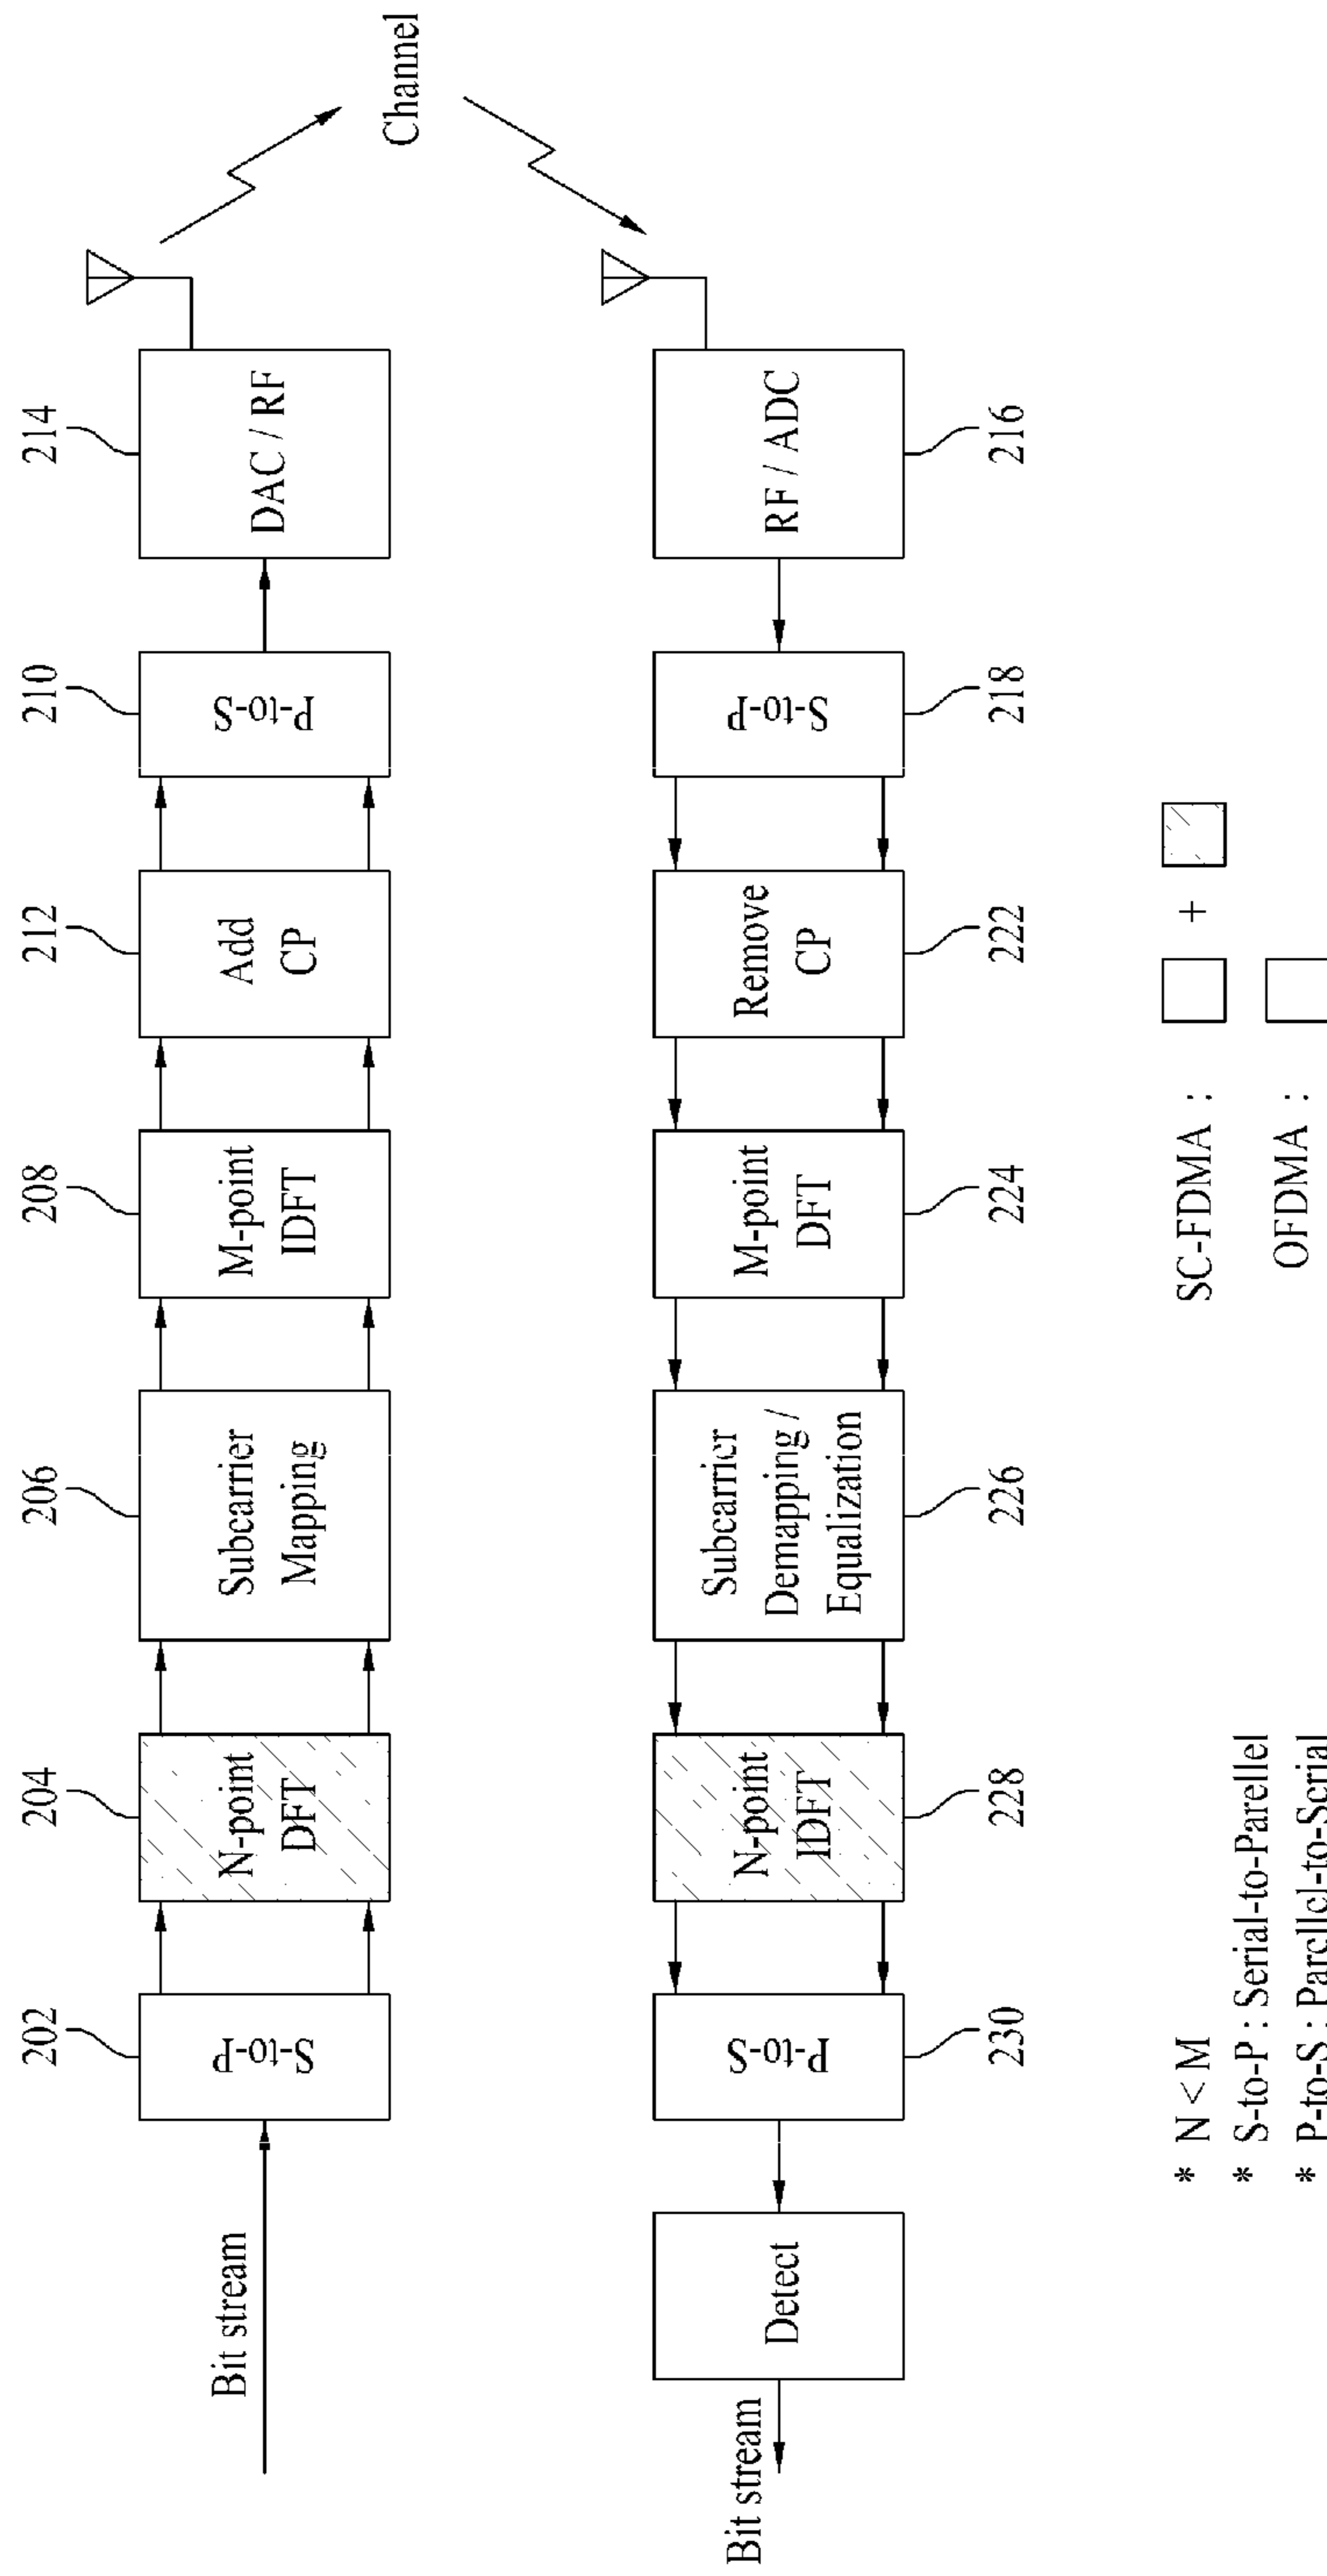 202
204
206
208
212
210
214
Bit stream
S-to-P
N-point
DFT
Subcarrier
Mapping
M-point
IDFT
Add
CP
P-to-S
DAC / RF
Channel
Bit stream
Detect
P-to-S
N-point
IDFT
Subcarrier
Demapping /
Equalization
M-point
DFT
Remove
CP
S-to-P
RF / ADC
230
228
226
224
222
218
216
* N < M
* S-to-P : Serial-to-Parellel
* P-to-S : Parellel-to-Serial
SC-FDMA : +
OFDMA :